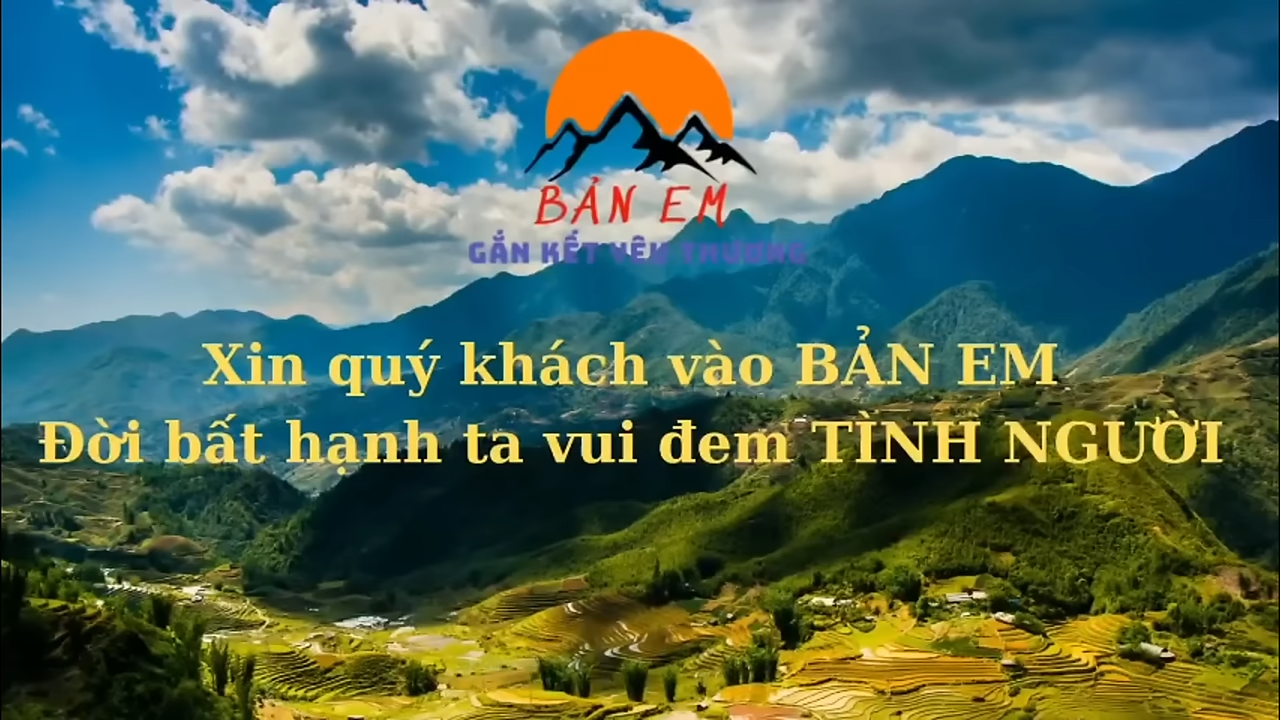 BẢN EM
GẮN KẾT YÊU THƯƠNG
Xin quý khách vào BẢN EM
Đời bất hạnh ta vui đem TÌNH NGƯỜI